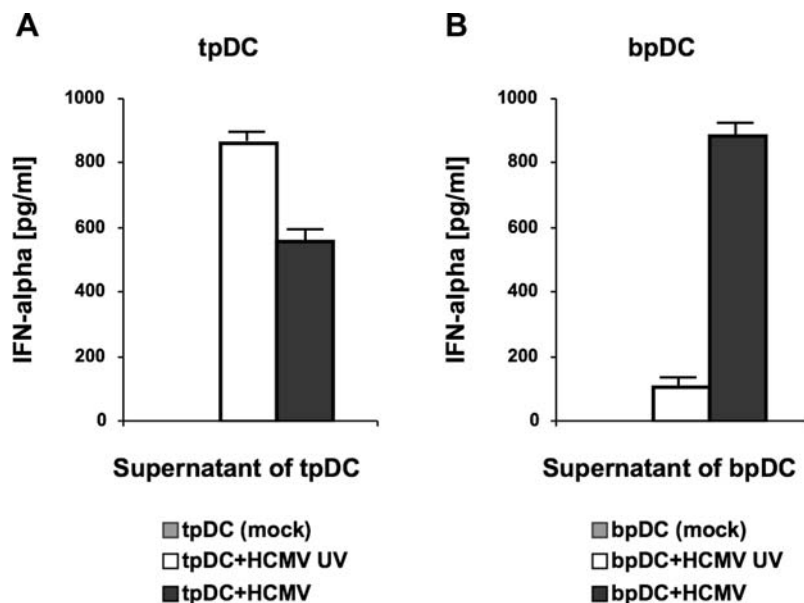 A
tpDC
IFN-alpha [pg/ml]
1000
800
600
400
200
0
Supernatant of tpDC
tpDC (mock)
tpDC+HCMV UV
tpDC+HCMV
B
bpDC
IFN-alpha [pg/ml]
1000
800
600
400
200
0
Supernatant of bpDC
bpDC (mock)
bpDC+HCMV UV
bpDC+HCMV